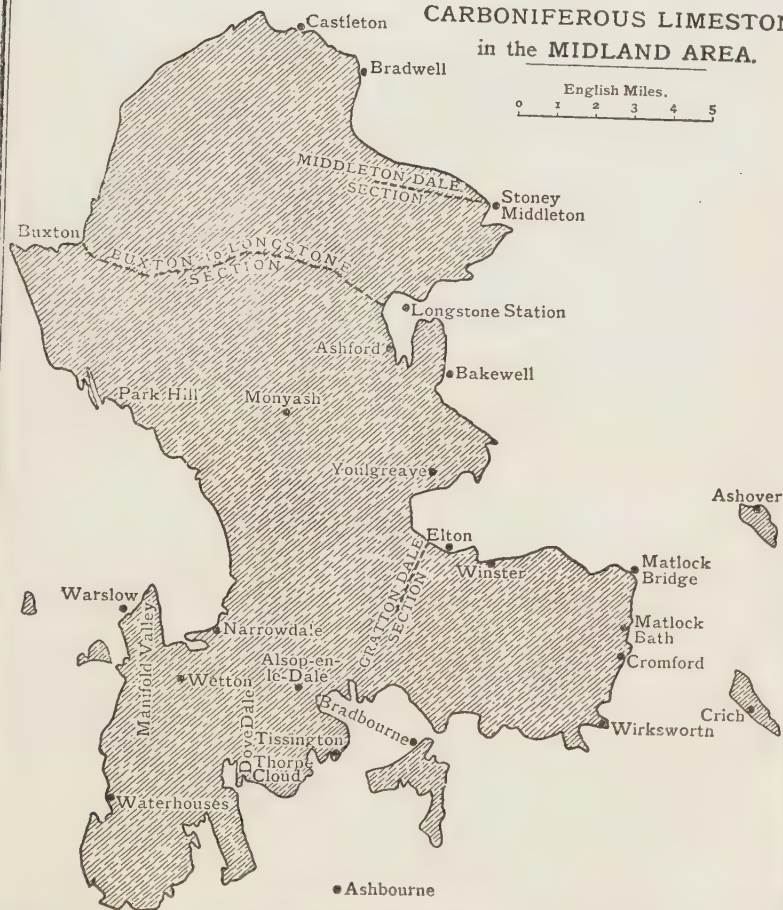 CARBONIFEROUS LIMESTON
in the MIDLAND AREA.
English Miles.
0 1 2 3 4 5
Castleton
Bradwell
MIDDLETON DALE
SECTION
Stoney
Middleton
Buxton
BUXTON to LONGSTONE
SECTION
Longstone Station
Ashford
Bakewell
Park Hill
Monyash
Youlgreave
Ashover
Elton
Winster
Matlock
Bridge
GRATTON DALE
SECTION
Warslow
Narrowdale
Matlock
Bath
Manifold Valley
Wetton
Alsop-en-
le-Dale
Cromford
Dove Dale
Bradbourne
Crich
Wirksworth
Tissington
Thorpe
Cloud
Waterhouses
Ashbourne